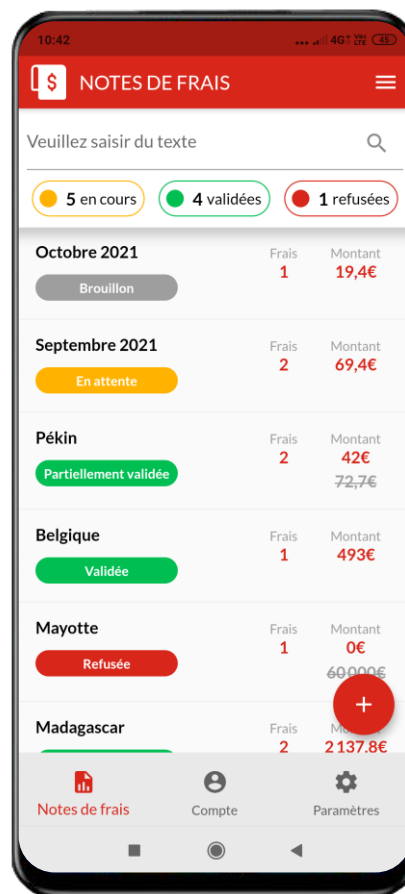 10:42
4G+ Vo) LTE 45
$ NOTES DE FRAIS
Veuillez saisir du texte
5 en cours 4 validées 1 refusées
Octobre 2021 Frais Montant
Brouillon 1 19,4€
Septembre 2021 Frais Montant
En attente 2 69,4€
Pékin Frais Montant
Partiellement validée 2 42€
72,7€
Belgique Frais Montant
Validée 1 493€
Mayotte Frais Montant
Refusée 1 0€
60 000€
+
Madagascar Frais
2 2 137,8€
Notes de frais Compte Paramètres